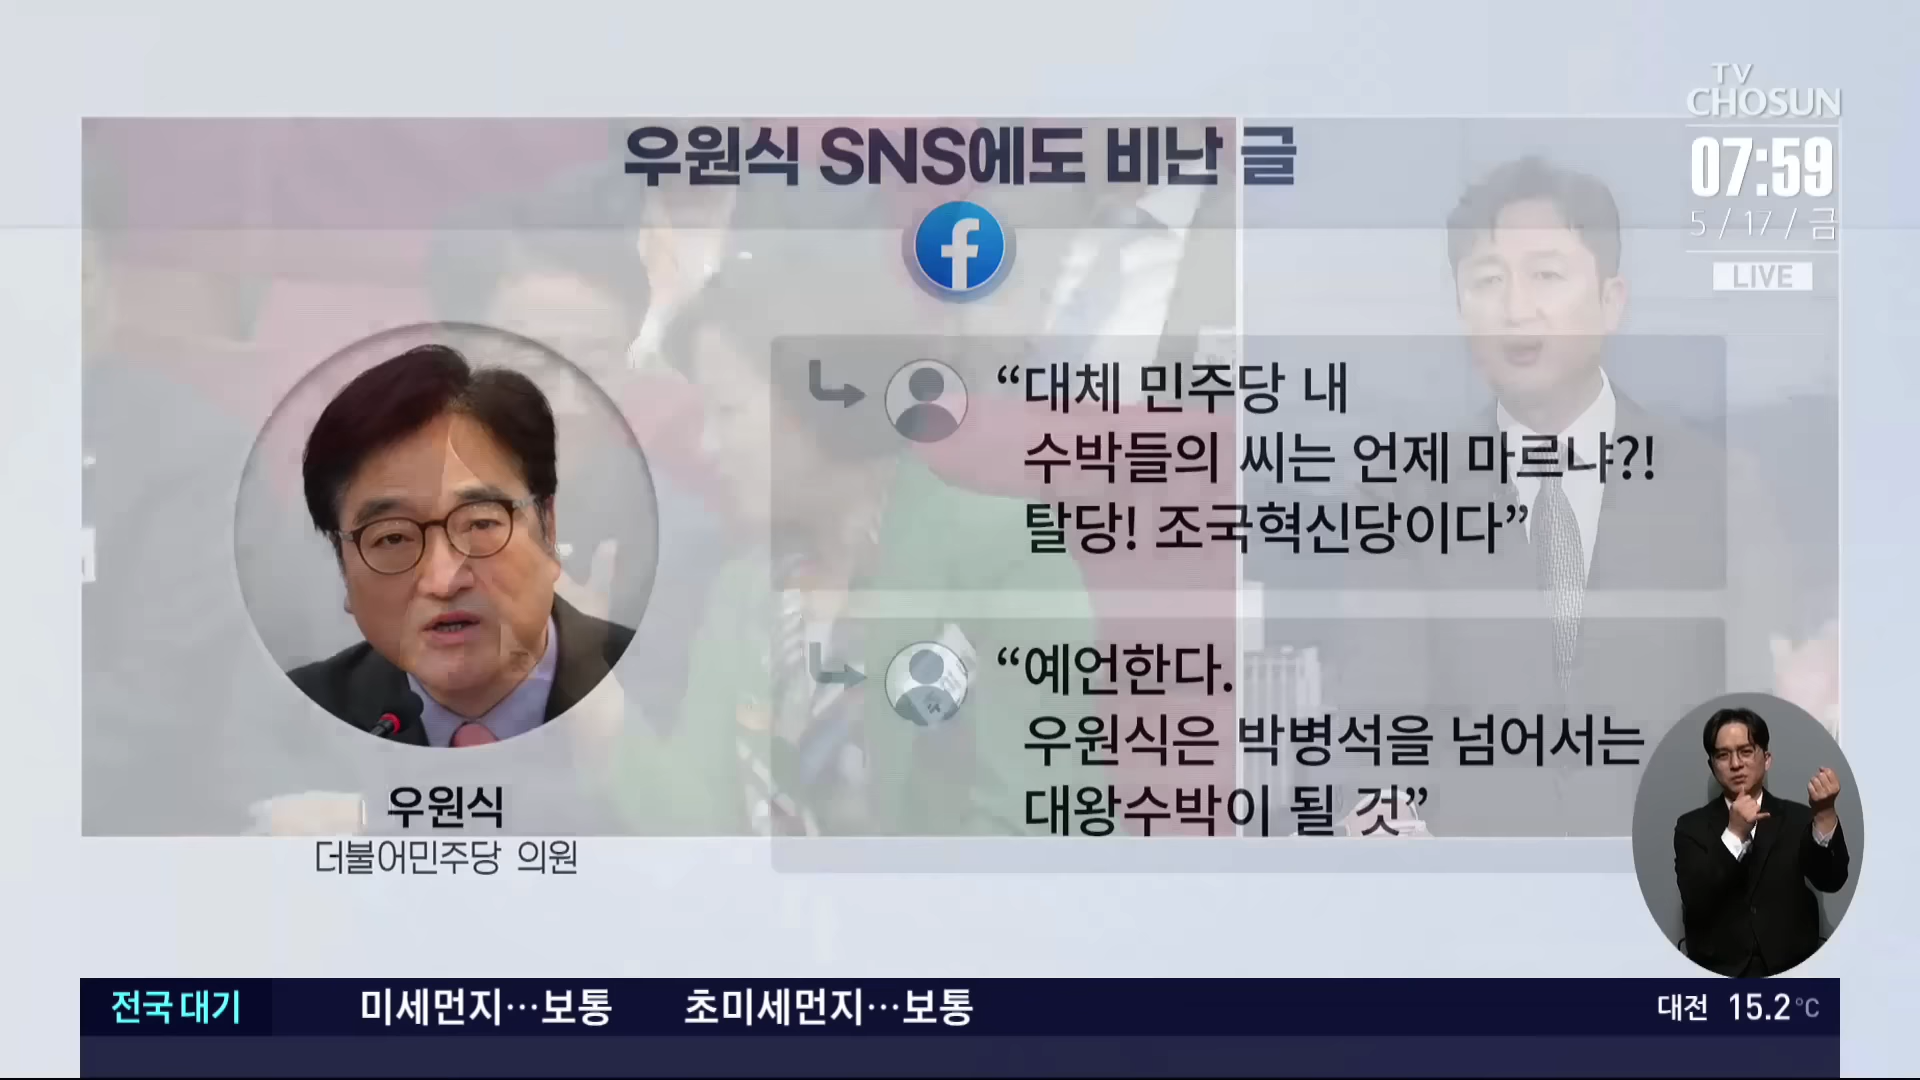 우원식 SNS에도 비난 글
TV
CHOSUN
07:59
5 / 17 / 금
LIVE
“대체 민주당 내
수박들의 씨는 언제 마르냐?!
탈당! 조국혁신당이다”
“예언한다.
우원식은 박병석을 넘어서는
대왕수박이 될 것”
우원식
더불어민주당 의원
전국 대기
미세먼지…보통 초미세먼지…보통
대전 15.2℃